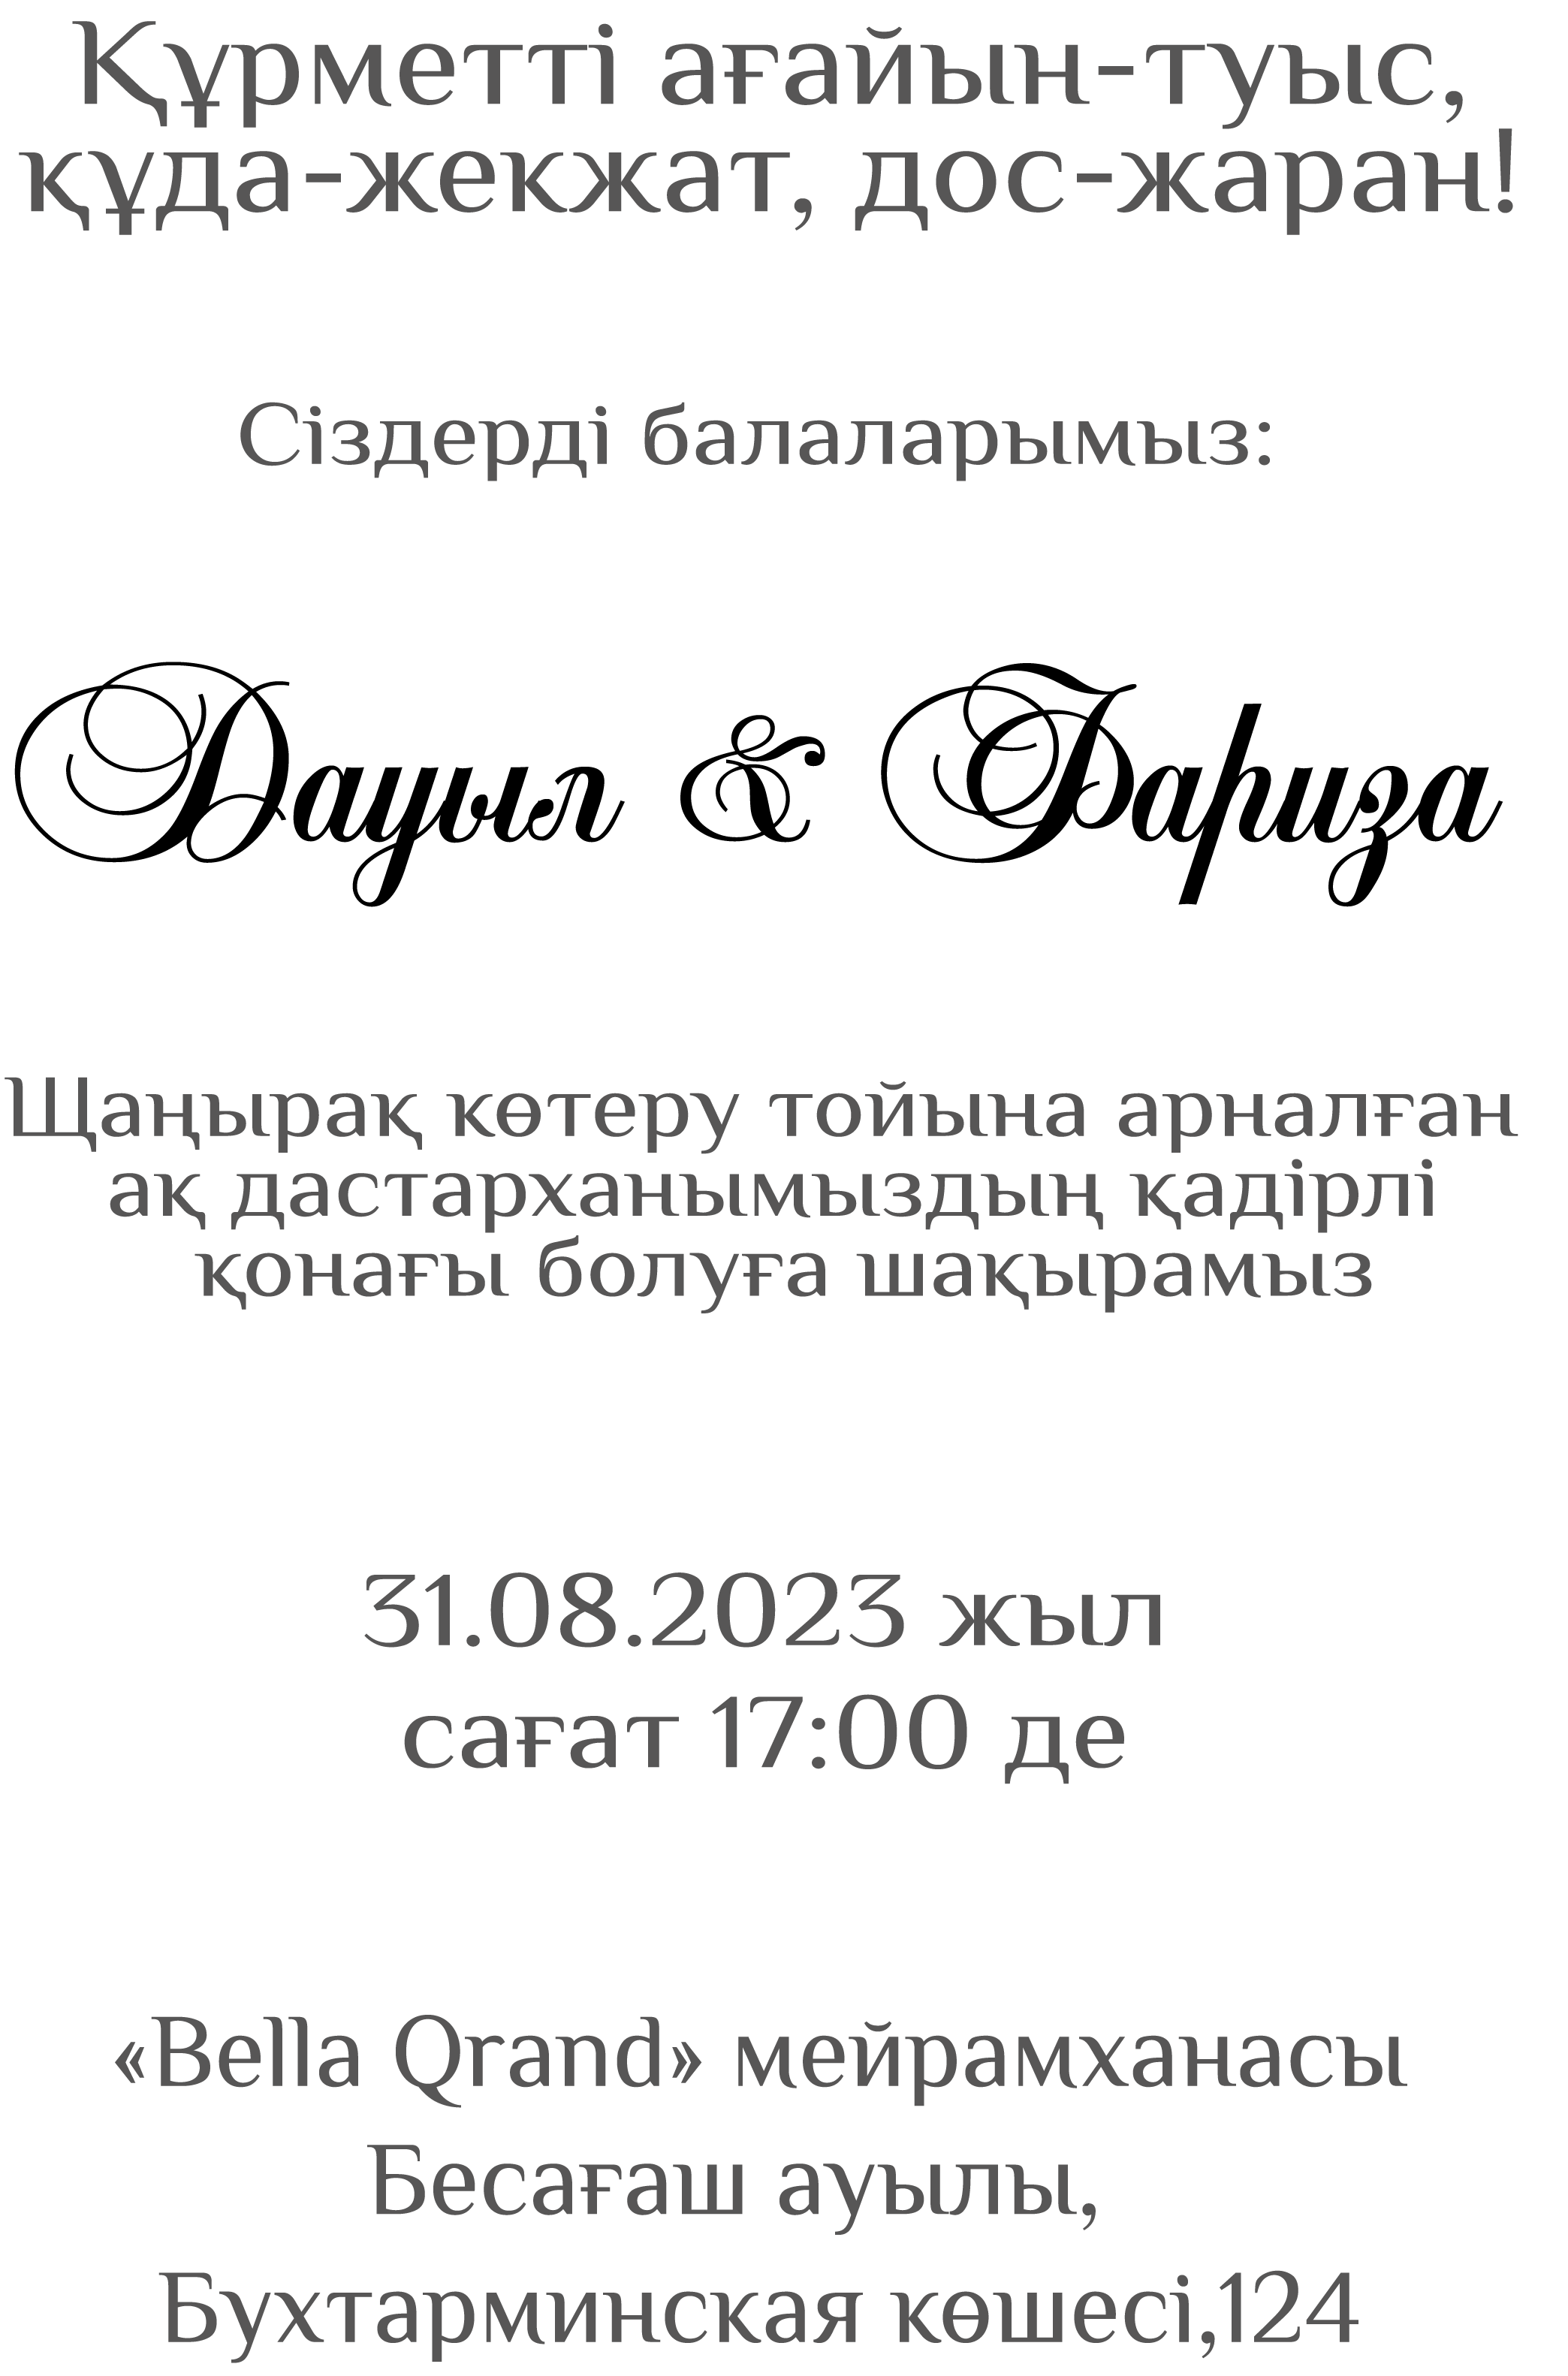 Құрметті ағайын-туыс,
құда -жекжат, дос-жаран!
Сіздерді балаларымыз:
Дауыл & Фариза
Щаңырақ көтеру тойына арналған
ақ дастарханымыздың қадірлі
қонағы болуға шақырамыз
31.08.2023 жыл
сағат 17:00 де
«Bella Qrand» мейрамханасы
Бесағаш ауылы,
Бухтарминская көшесі,124